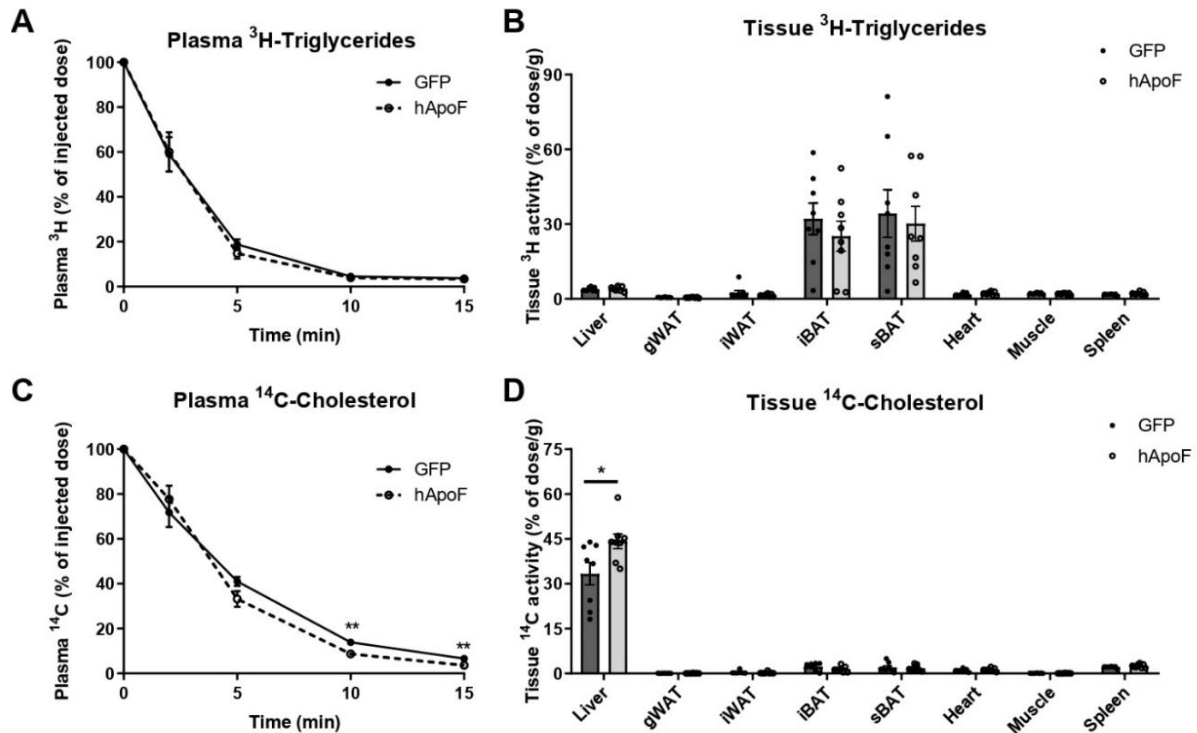 A
Plasma ³H-Triglycerides
Plasma ³H (% of injected dose)
100
80
60
40
20
0
0 5 10 15
Time (min)
GFP
hApoF
B
Tissue ³H-Triglycerides
Tissue ³H activity (% of dose/g)
90
60
30
0
Liver
gWAT
iWAT
iBAT
sBAT
Heart
Muscle
Spleen
GFP
hApoF
C
Plasma ¹⁴C-Cholesterol
Plasma ¹⁴C (% of injected dose)
100
80
60
40
20
0
** **
0 5 10 15
Time (min)
GFP
hApoF
D
Tissue ¹⁴C-Cholesterol
Tissue ¹⁴C activity (% of dose/g)
75
60
45
30
15
0
*
Liver
gWAT
iWAT
iBAT
sBAT
Heart
Muscle
Spleen
GFP
hApoF